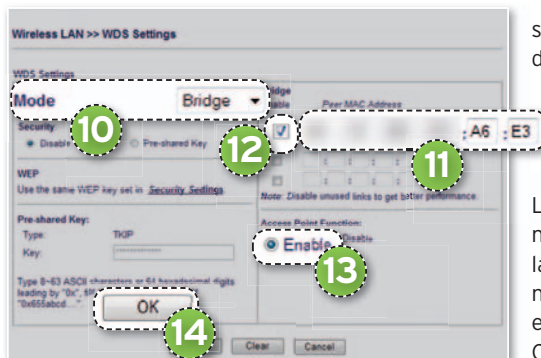 Wireless LAN >> WDS Settings
WDS Settings
Mode Bridge
10
Security
Disable Pre-shared Key
WEP
Use the same WEP key set in Security Settings.
Pre-shared Key:
Type: TKIP
Key: *************
Type 8~63 ASCII characters or 64 hexadecimal digits
leading by "0x",
"0x655abcd...."
OK
14
Peer MAC Address
12
: A6 : E3
11
: : : : :
Note: Disable unused links to get better performance.
Access Point Function:
Enable Disable
13
Clear Cancel
s
d
L
n
la
n
e